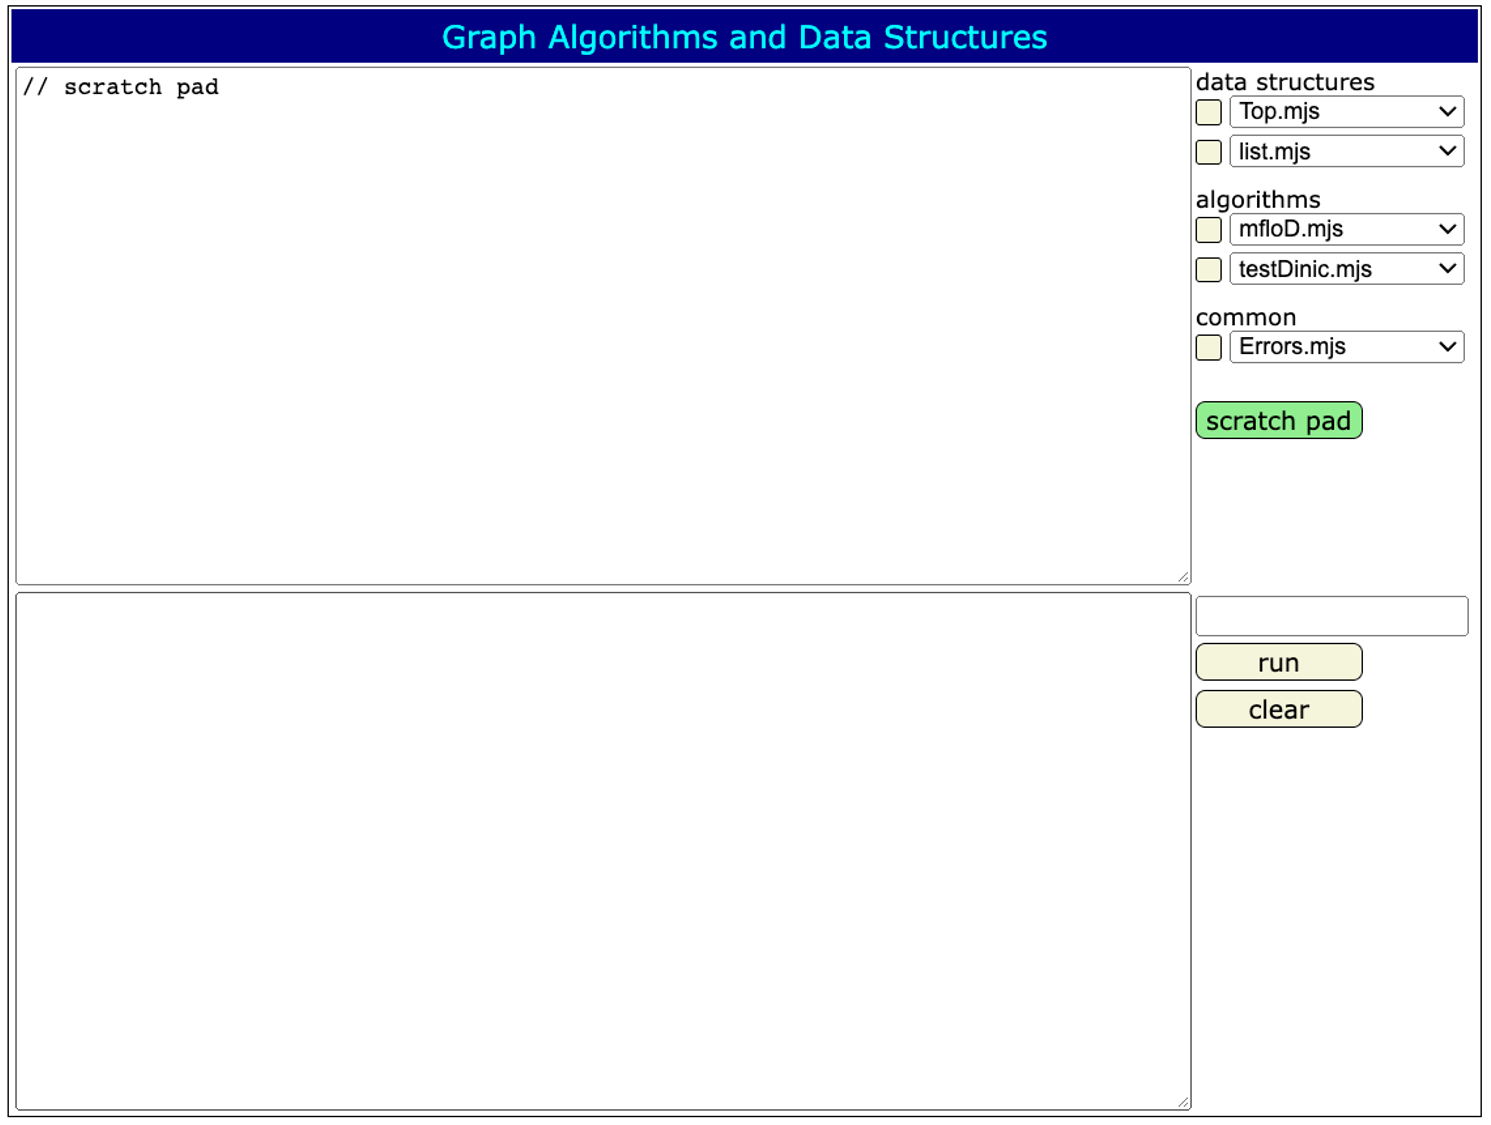 Graph Algorithms and Data Structures
// scratch pad
data structures
Top.mjs
list.mjs
algorithms
mfloD.mjs
testDinic.mjs
common
Errors.mjs
scratch pad
run
clear